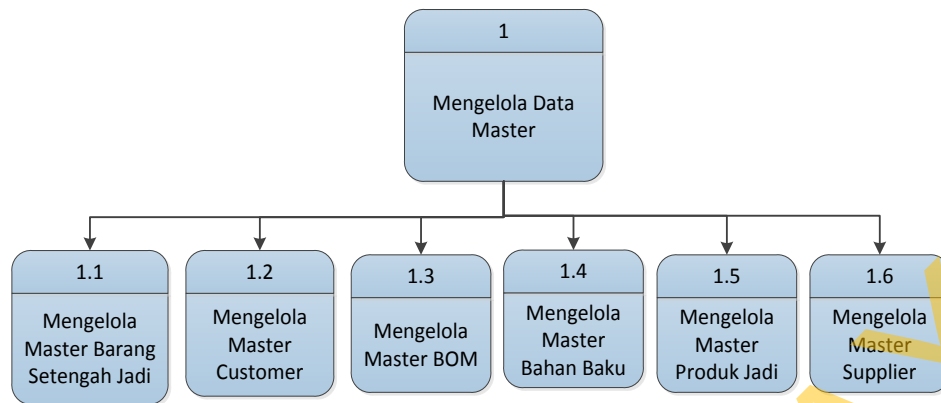 1
Mengelola Data
Master
1.1
Mengelola
Master Barang
Setengah Jadi
1.2
Mengelola
Master
Customer
1.3
Mengelola
Master BOM
1.4
Mengelola
Master
Bahan Baku
1.5
Mengelola
Master
Produk Jadi
1.6
Mengelola
Master
Supplier